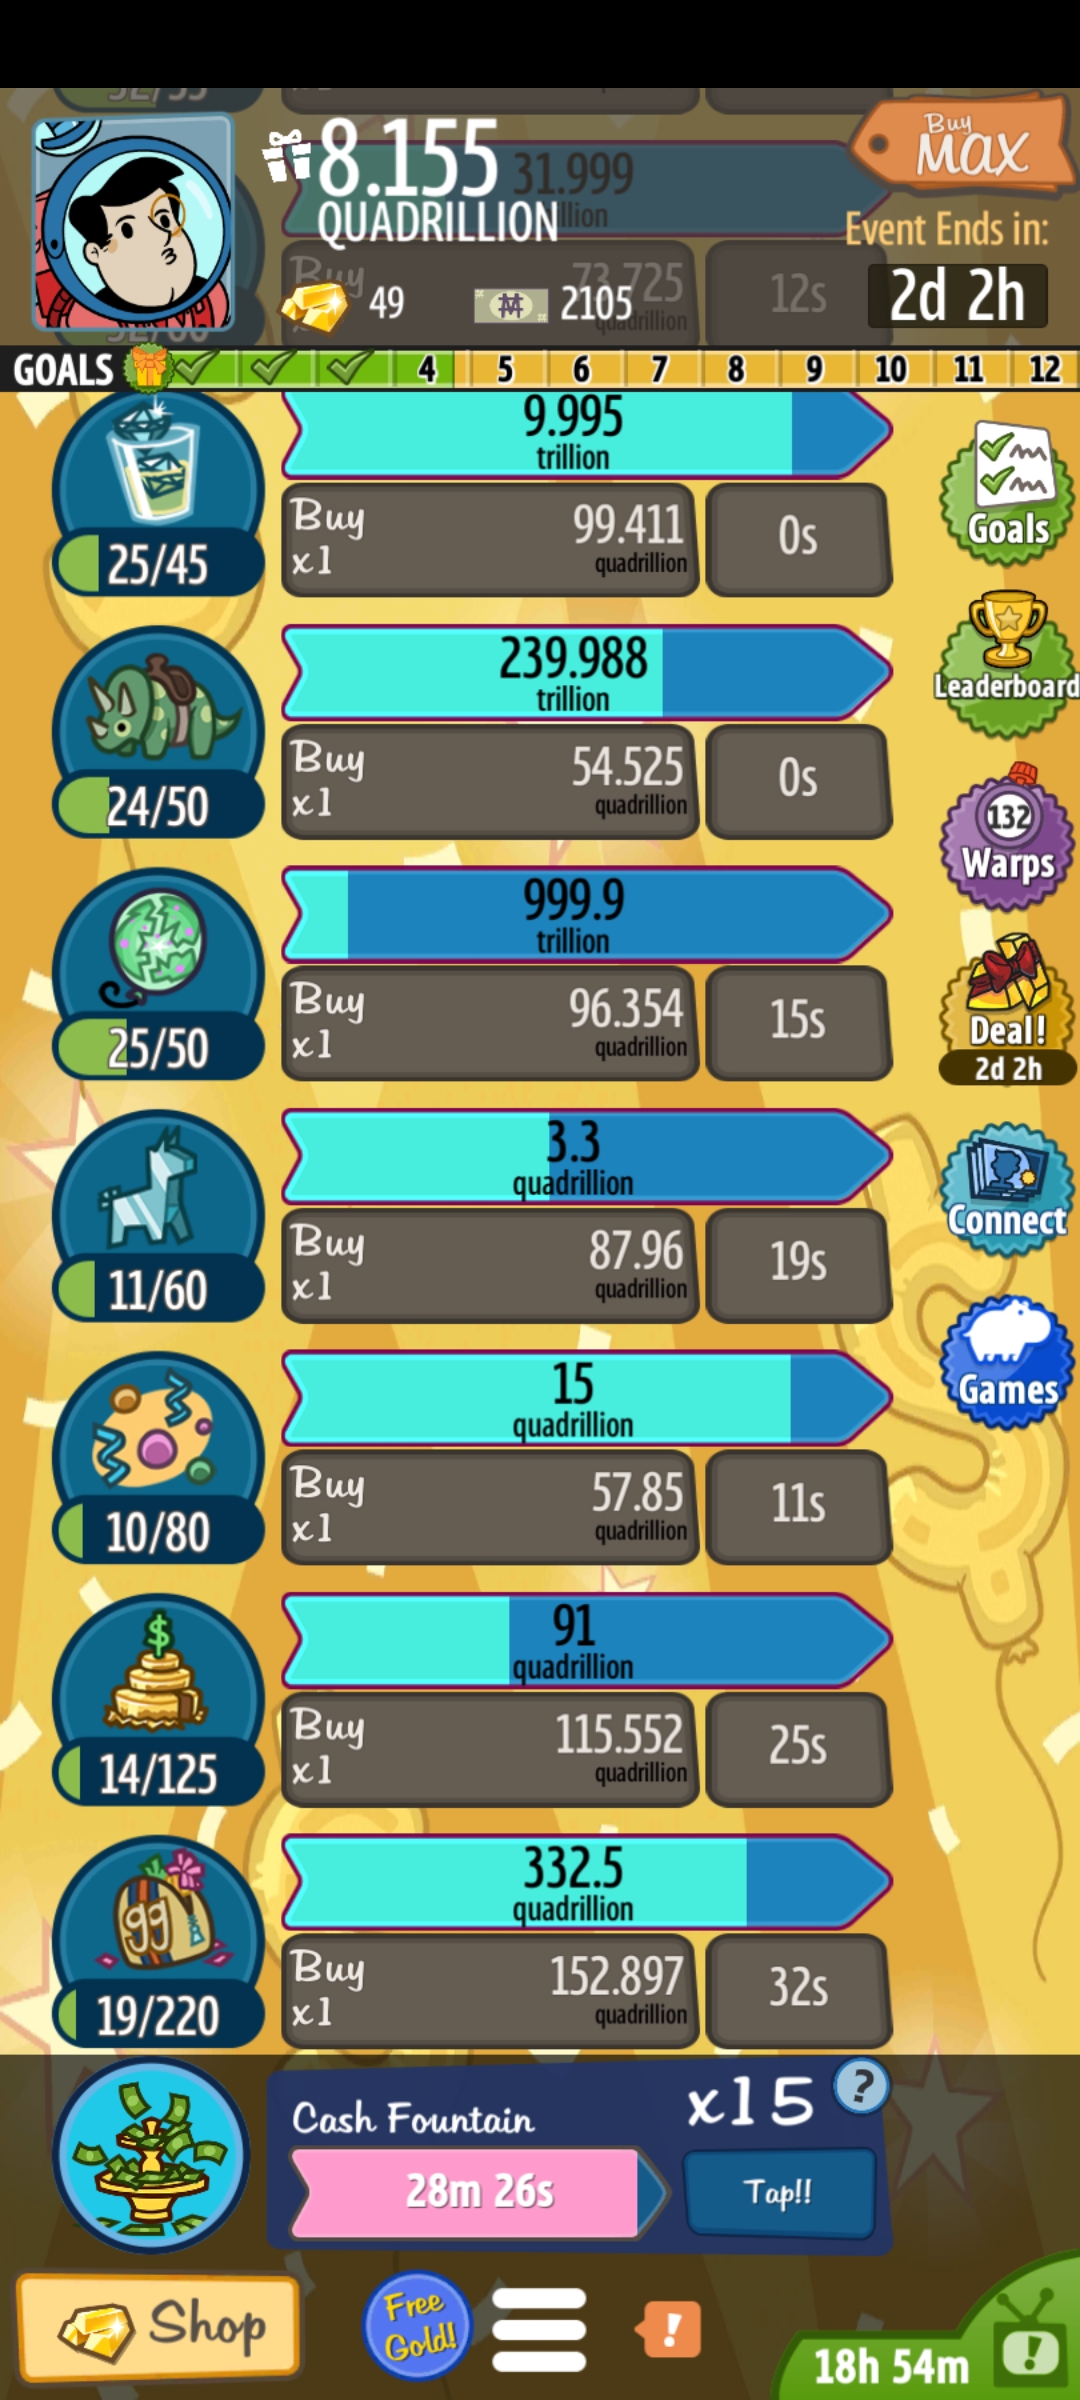 52/55
8.155
31.999
QUADRILLION
Buy
MAX
Event Ends in:
2d 2h
49
2105
Buy
73.725
quadrillion
12s
GOALS
4
5
6
7
8
9
10
11
12
9.995
trillion
25/45
Buy
x1
99.411
quadrillion
0s
Goals
239.988
trillion
24/50
Buy
x1
54.525
quadrillion
0s
Leaderboard
999.9
trillion
25/50
Buy
x1
96.354
quadrillion
15s
132
Warps
Deal!
2d 2h
3.3
quadrillion
11/60
Buy
x1
87.96
quadrillion
19s
Connect
15
quadrillion
10/80
Buy
x1
57.85
quadrillion
11s
Games
$
91
quadrillion
14/125
Buy
x1
115.552
quadrillion
25s
gg
332.5
quadrillion
19/220
Buy
x1
152.897
quadrillion
32s
Cash Fountain
x15
?
28m 26s
Tap!!
Shop
Free
Gold!
!
18h 54m
!